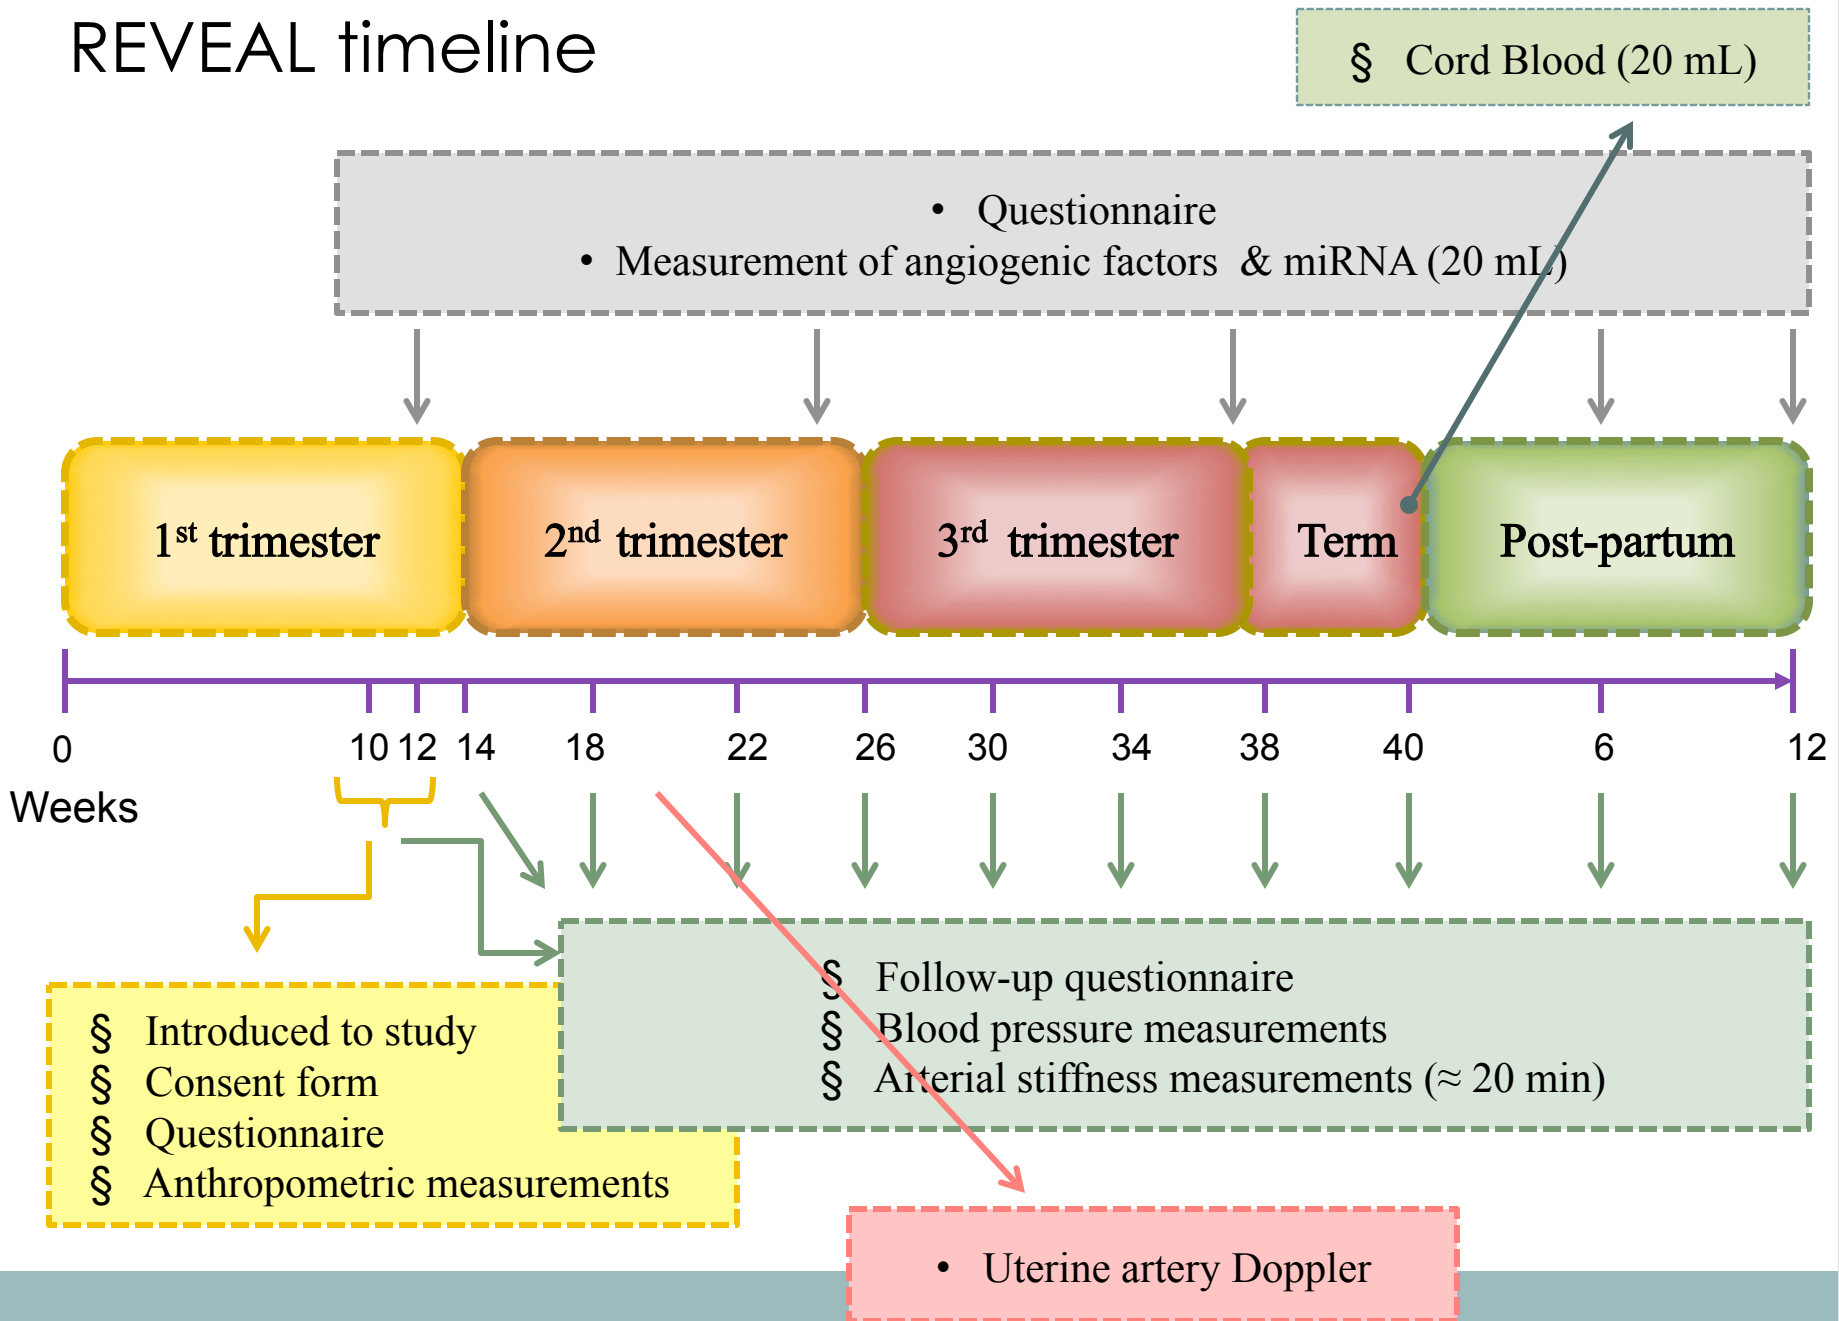 REVEAL timeline
§ Cord Blood (20 mL)
• Questionnaire
• Measurement of angiogenic factors & miRNA (20 mL)
1st trimester
2nd trimester
3rd trimester
Term
Post-partum
0 10 12 14 18 22 26 30 34 38 40 6 12
Weeks
§ Follow-up questionnaire
§ Blood pressure measurements
§ Arterial stiffness measurements (≈ 20 min)
§ Introduced to study
§ Consent form
§ Questionnaire
§ Anthropometric measurements
• Uterine artery Doppler